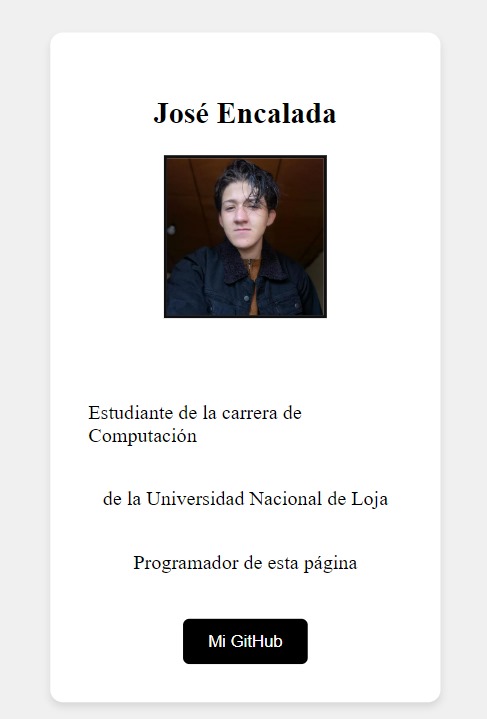 José Encalada
Estudiante de la carrera de
Computación
de la Universidad Nacional de Loja
Programador de esta página
Mi GitHub